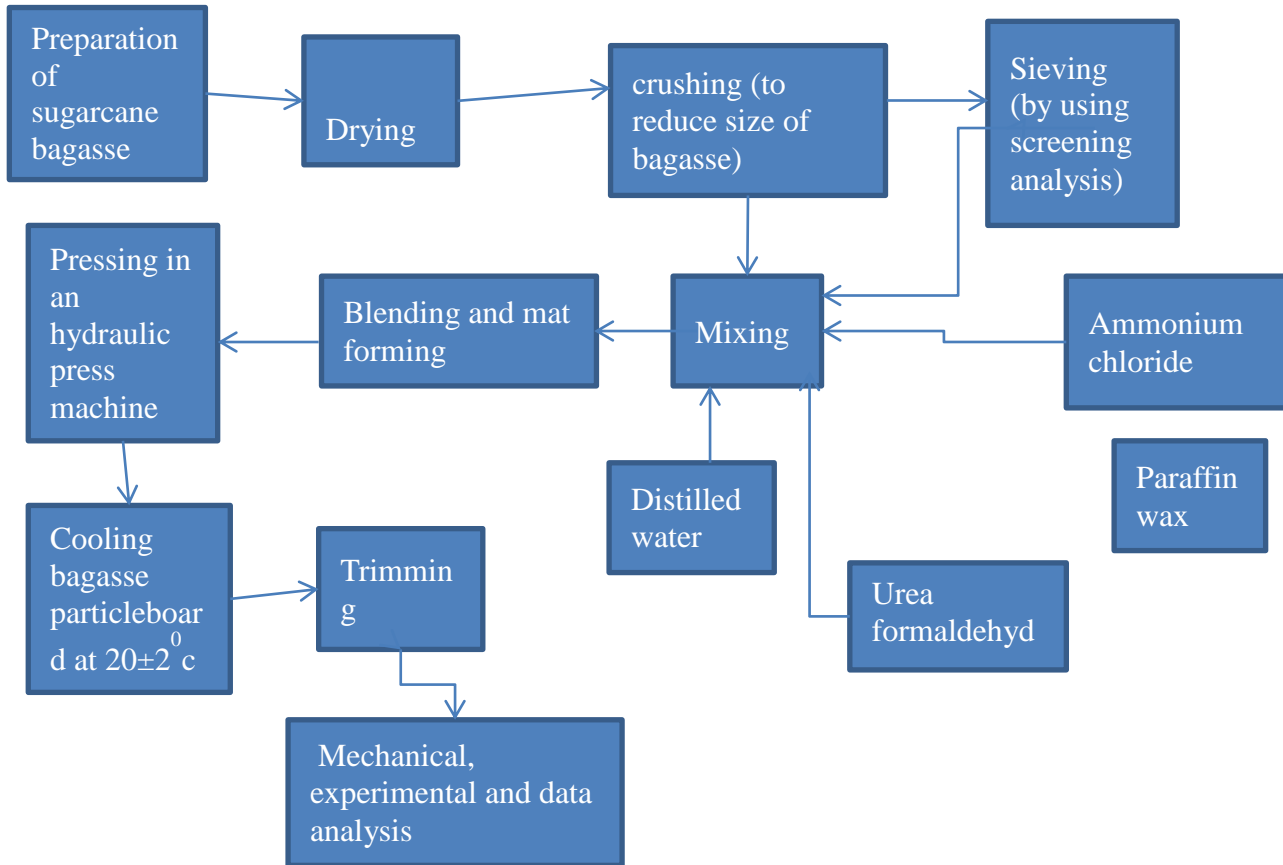 Preparation
of
sugarcane
bagasse
Drying
crushing (to
reduce size of
bagasse)
Sieving
(by using
screening
analysis)
Pressing in
an
hydraulic
press
machine
Blending and mat
forming
Mixing
Ammonium
chloride
Distilled
water
Paraffin
wax
Cooling
bagasse
particleboar
d at 20±2⁰c
Trimmin
g
Urea
formaldehyd
Mechanical,
experimental and data
analysis